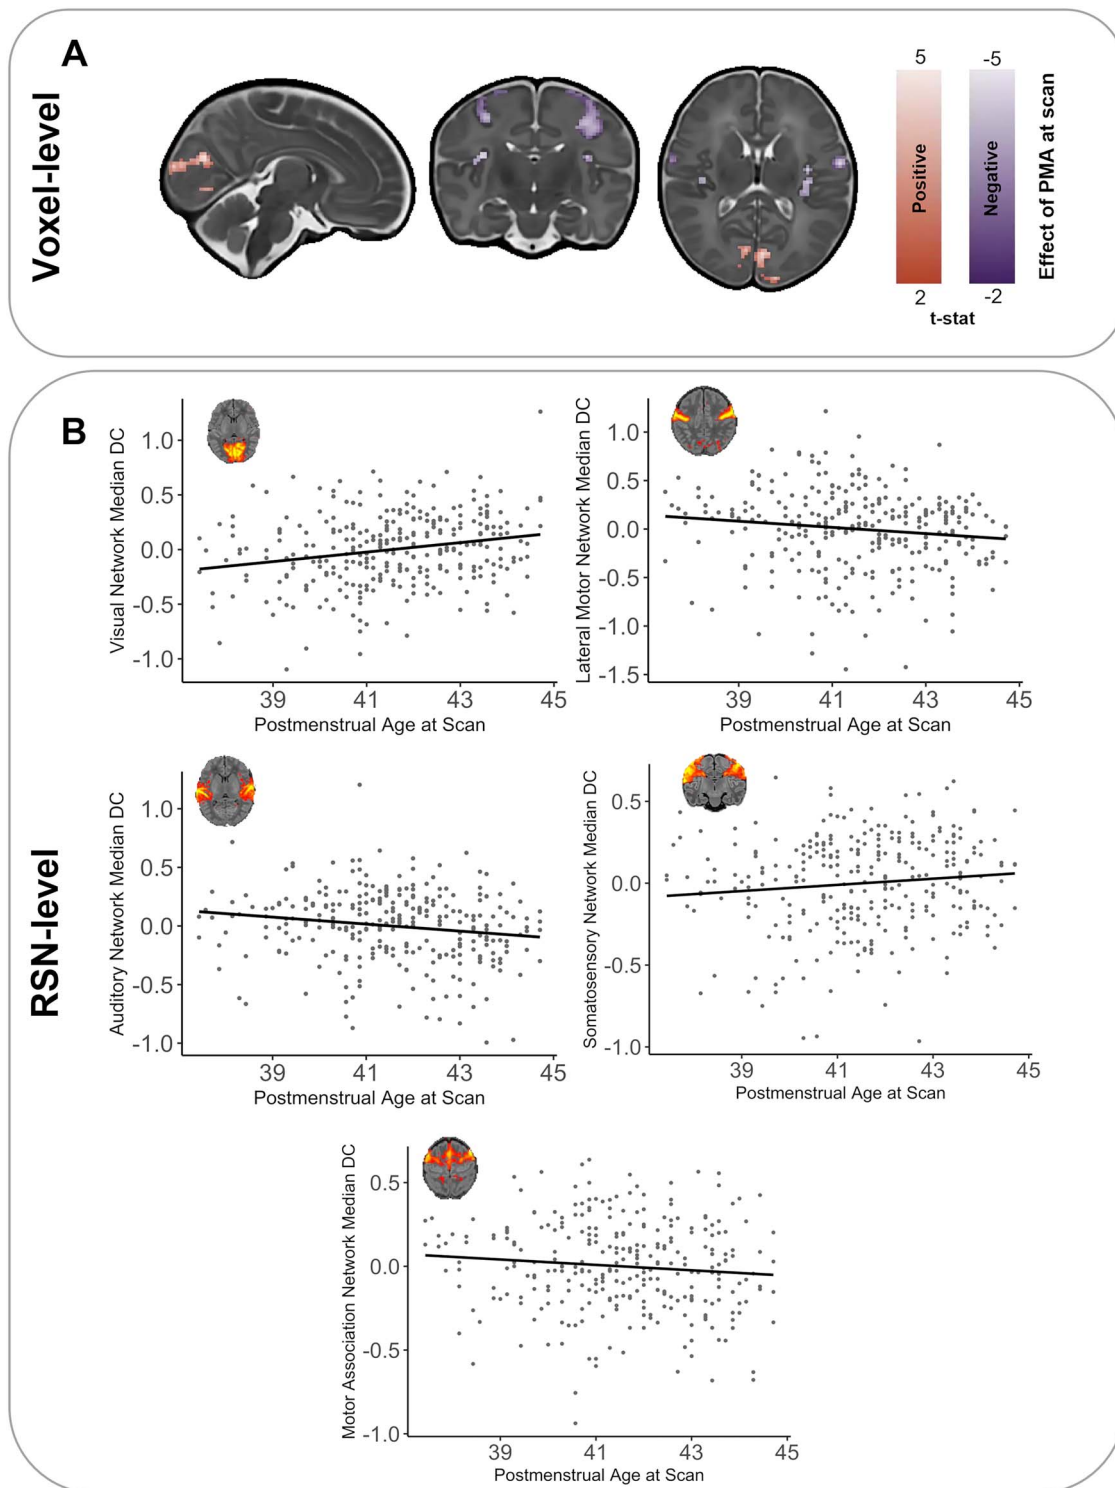 A
Voxel-level
5
-5
Positive
Negative
2
-2
t-stat
Effect of PMA at scan
B
RSN-level
Visual Network Median DC
1.0
0.5
0.0
-0.5
-1.0
39
41
43
45
Postmenstrual Age at Scan
Lateral Motor Network Median DC
1.0
0.5
0.0
-0.5
-1.0
-1.5
39
41
43
45
Postmenstrual Age at Scan
Auditory Network Median DC
1.0
0.5
0.0
-0.5
-1.0
39
41
43
45
Postmenstrual Age at Scan
Somatosensory Network Median DC
0.5
0.0
-0.5
-1.0
39
41
43
45
Postmenstrual Age at Scan
Motor Association Network Median DC
0.5
0.0
-0.5
-1.0
39
41
43
45
Postmenstrual Age at Scan